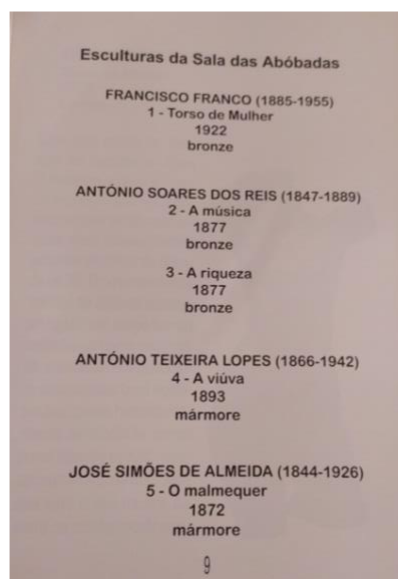 Esculturas da Sala das Abóbadas
FRANCISCO FRANCO (1885-1955)
1 - Torso de Mulher
1922
bronze
ANTÓNIO SOARES DOS REIS (1847-1889)
2 - A música
1877
bronze
3 - A riqueza
1877
bronze
ANTÓNIO TEIXEIRA LOPES (1866-1942)
4 - A viúva
1893
mármore
JOSÉ SIMÕES DE ALMEIDA (1844-1926)
5 - O malmequer
1872
mármore
9